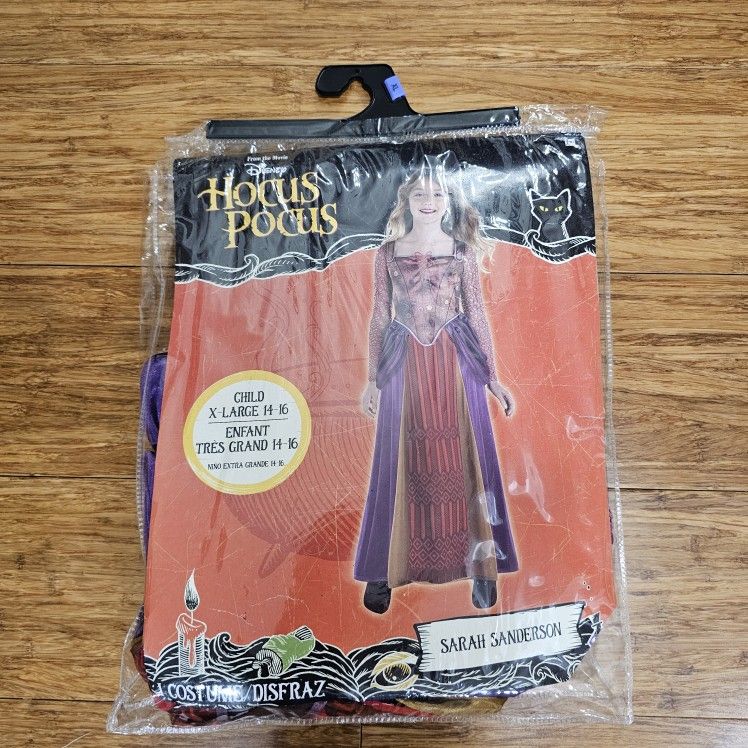 From the Movie
DISNEY
HOCUS
POCUS
CHILD
X-LARGE 14-16
ENFANT
TRÈS GRAND 14-16
NIÑO EXTRA GRANDE 14-16
SARAH SANDERSON
COSTUME/DISFRAZ